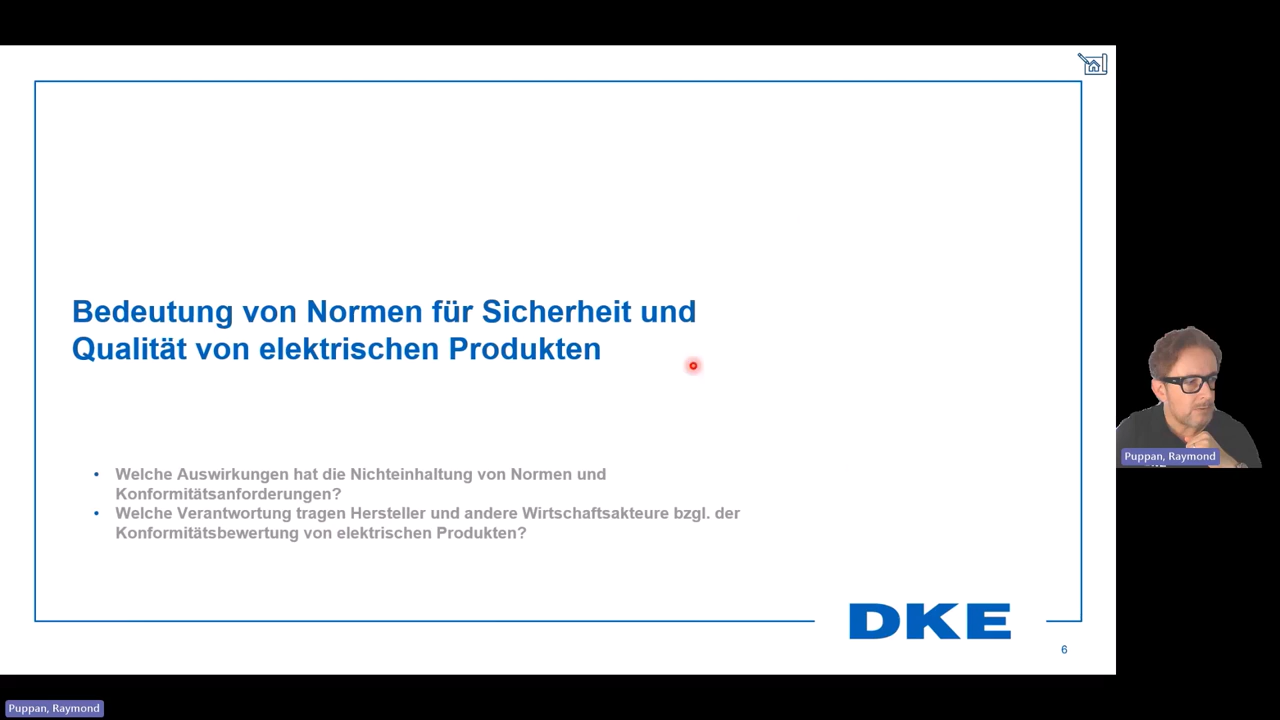 Bedeutung von Normen für Sicherheit und
Qualität von elektrischen Produkten
• Welche Auswirkungen hat die Nichteinhaltung von Normen und
Konformitätsanforderungen?
• Welche Verantwortung tragen Hersteller und andere Wirtschaftsakteure bzgl. der
Konformitätsbewertung von elektrischen Produkten?
DKE
6
Puppan, Raymond
Puppan, Raymond